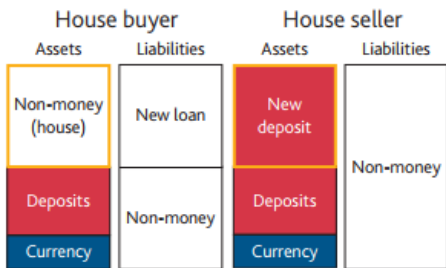 House buyer
House seller
Assets
Liabilities
Assets
Liabilities
Non-money
(house)
New loan
New
deposit
Non-money
Deposits
Non-money
Deposits
Currency
Currency